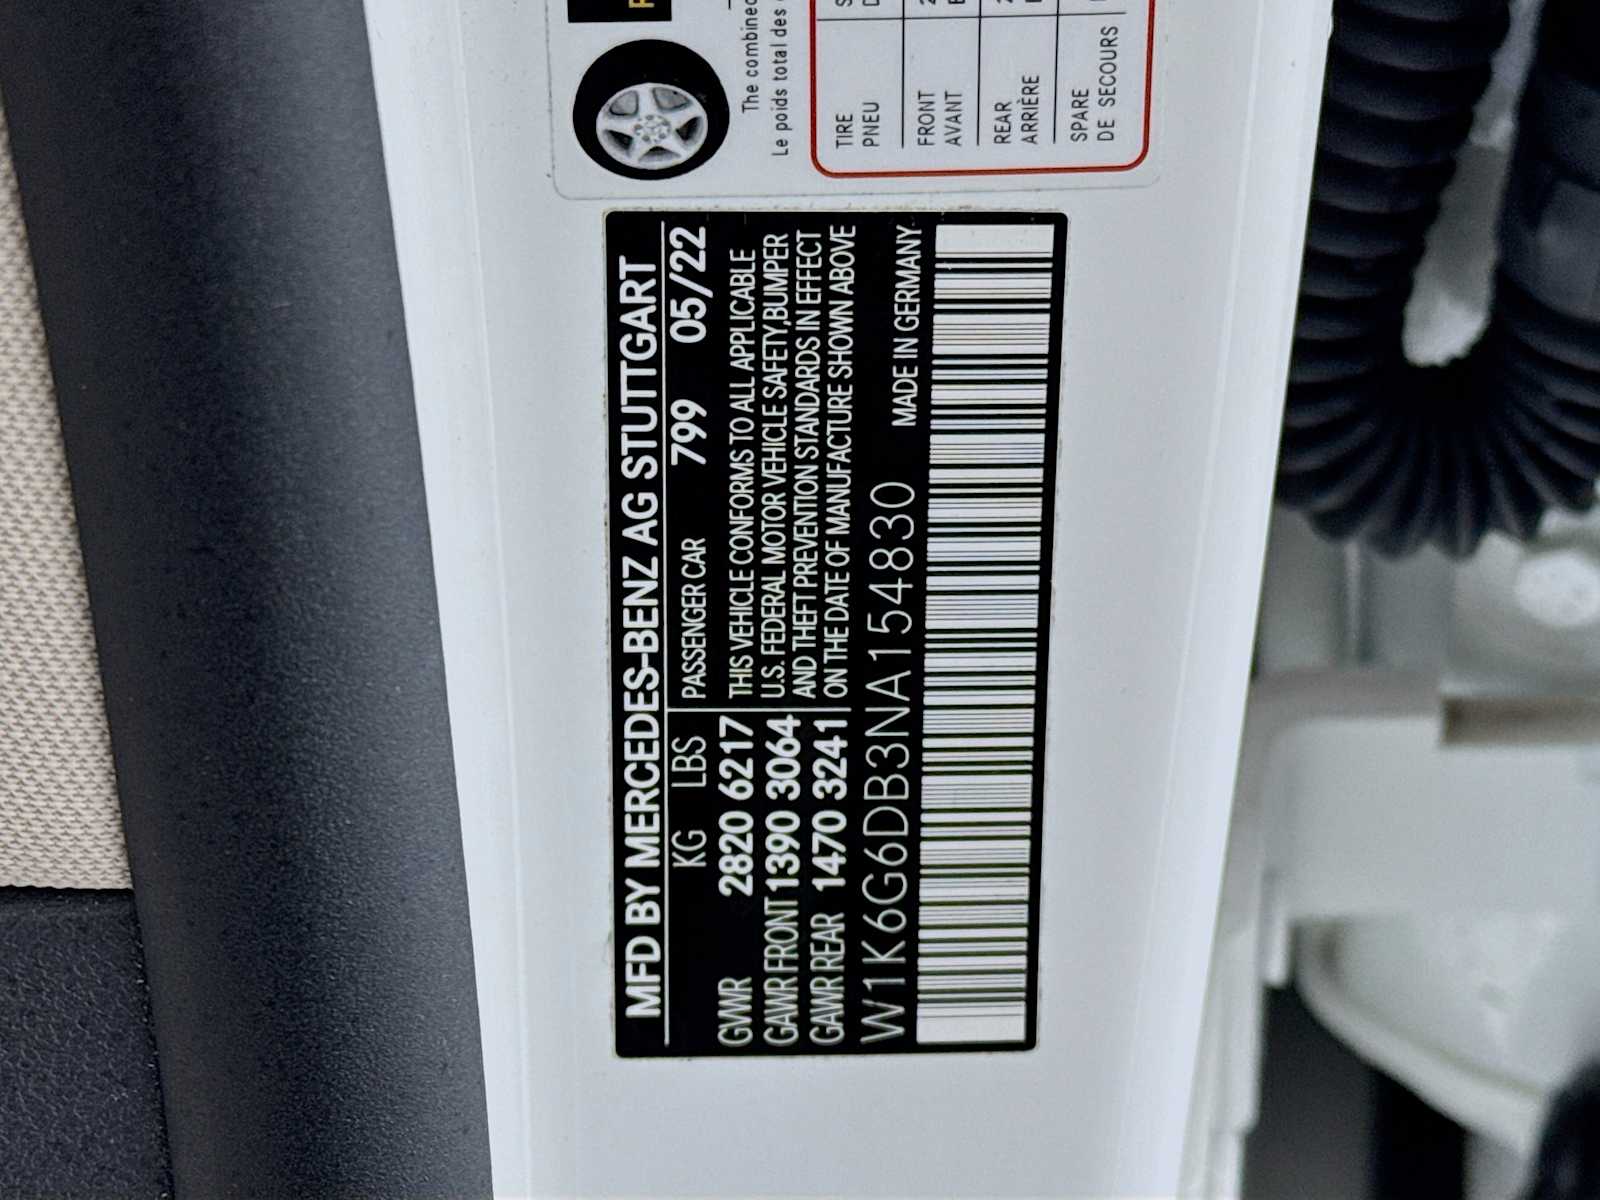 MFD BY MERCEDES-BENZ AG STUTTGART
KG LBS
GWWR 2820 6217
GAWR FRONT 1390 3064
GAWR REAR 1470 3241
PASSENGER CAR 799 05/22
THIS VEHICLE CONFORMS TO ALL APPLICABLE
U.S. FEDERAL MOTOR VEHICLE SAFETY,BUMPER
AND THEFT PREVENTION STANDARDS IN EFFECT
ON THE DATE OF MANUFACTURE SHOWN ABOVE
W1K6G6DB3NA154830 MADE IN GERMANY
The combined
Le poids total des
TIRE
PNEU
FRONT
AVANT
REAR
ARRIÈRE
SPARE
DE SECOURS